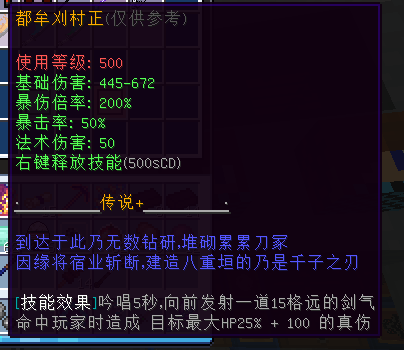 都牟刈村正(仅供参考)
使用等级: 500
基础伤害: 445-672
暴伤倍率: 200%
暴击率: 50%
法术伤害: 50
右键释放技能(500sCD)
传说+
到达于此乃无数钻研,堆砌累累刀冢
因缘将宿业斩断,建造八重垣的乃是千子之刃
[技能效果]吟唱5秒,向前发射一道15格远的剑气
命中玩家时造成 目标最大HP25% + 100 的真伤